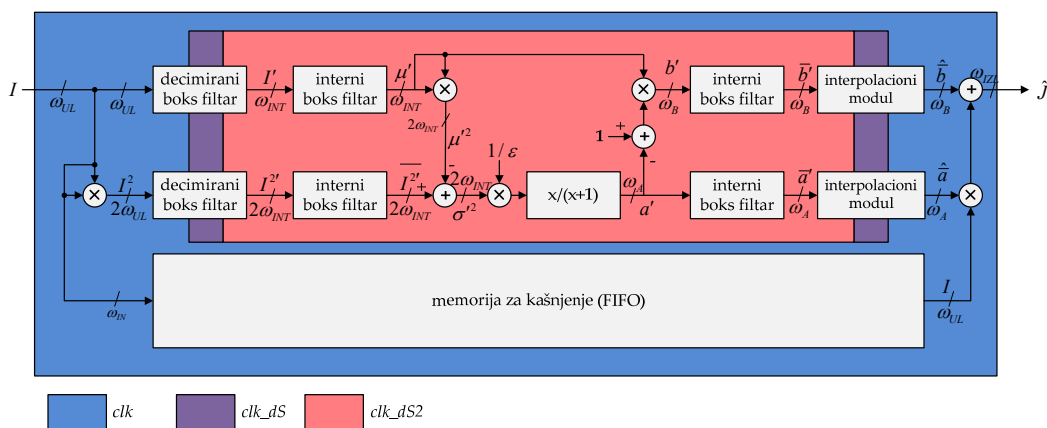 I ω_UL ω_UL decimirani boks filtar I′ ω_INT interni boks filtar μ′ ω_INT × × b′ ω_B interni boks filtar b̅′ ω_B interpolacioni modul b̅̂ ω_B + ω_IZL ĵ
2ω_INT μ′² 1 + + -
× I² 2ω_UL decimirani boks filtar I²′ 2ω_INT interni boks filtar I²′‾ 2ω_INT + - + 2ω_INT σ′² 1/ε × x/(x+1) ω_A a′ interni boks filtar a̅′ ω_A interpolacioni modul a̅̂ ω_A ×
ω_IN memorija za kašnjenje (FIFO) I ω_UL
clk clk_dS clk_dS2